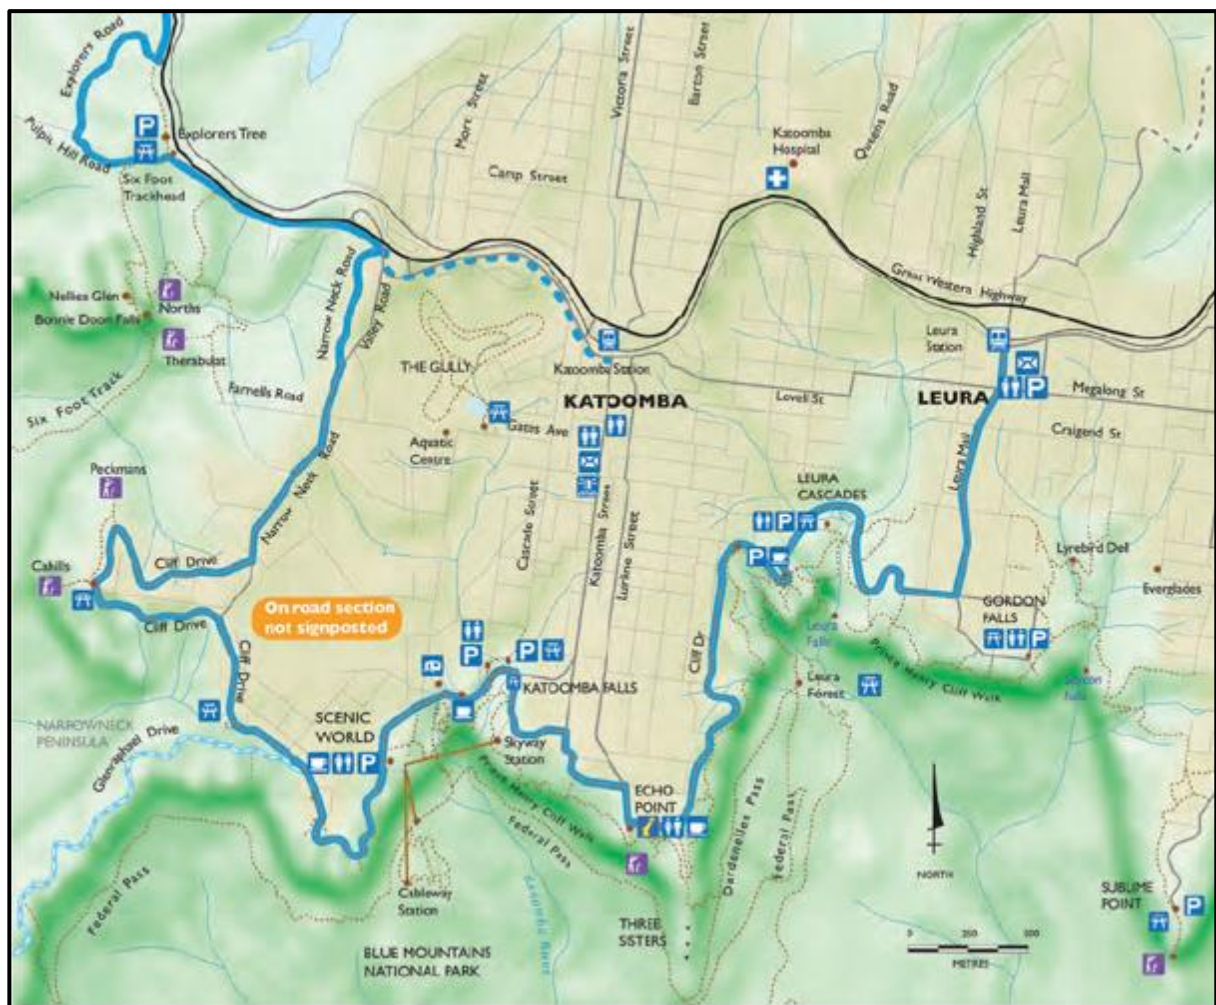 Explorers Road
Pulpit Hill Road
P
Explorers Tree
Six Foot
Trackhead
Mort Street
Camp Street
Victoria Street
Barton Street
Katoomba
Hospital
Queens Road
Highland St
Leura Mall
Great Western Highway
Nellies Glen
Bonnie Doon Falls
Norths
Therabulat
Narrow Neck Road
Valley Road
THE GULLY
Katoomba Station
Leura
Station
Farnells Road
Six Foot Track
KATOOMBA
Lovell St
LEURA
P
Megalong St
Craigend St
Gates Ave
Aquatic
Centre
Peckmans
Narrow Neck Road
Cascade Street
Katoomba Street
Lurline Street
Leura Mall
LEURA
CASCADES
P
P
Cahills
Cliff Drive
Cliff Drive
Cliff Drive
On road section
not signposted
Lyrebird Dell
Everglades
GORDON
FALLS
P
Leura
Falls
Prince Henry Cliff Walk
Leura
Forest
Gordon
Falls
Cliff Dr
P
P
KATOOMBA FALLS
NARROWNECK
PENINSULA
Glenraphael Drive
SCENIC
WORLD
P
Skyway
Station
Prince Henry Cliff Walk
ECHO
POINT
Federal Pass
Dardanelles Pass
Federal Pass
Federal Pass
Cableway
Station
NORTH
THREE
SISTERS
BLUE MOUNTAINS
NATIONAL PARK
SUBLIME
POINT
P
0 250 500
METRES